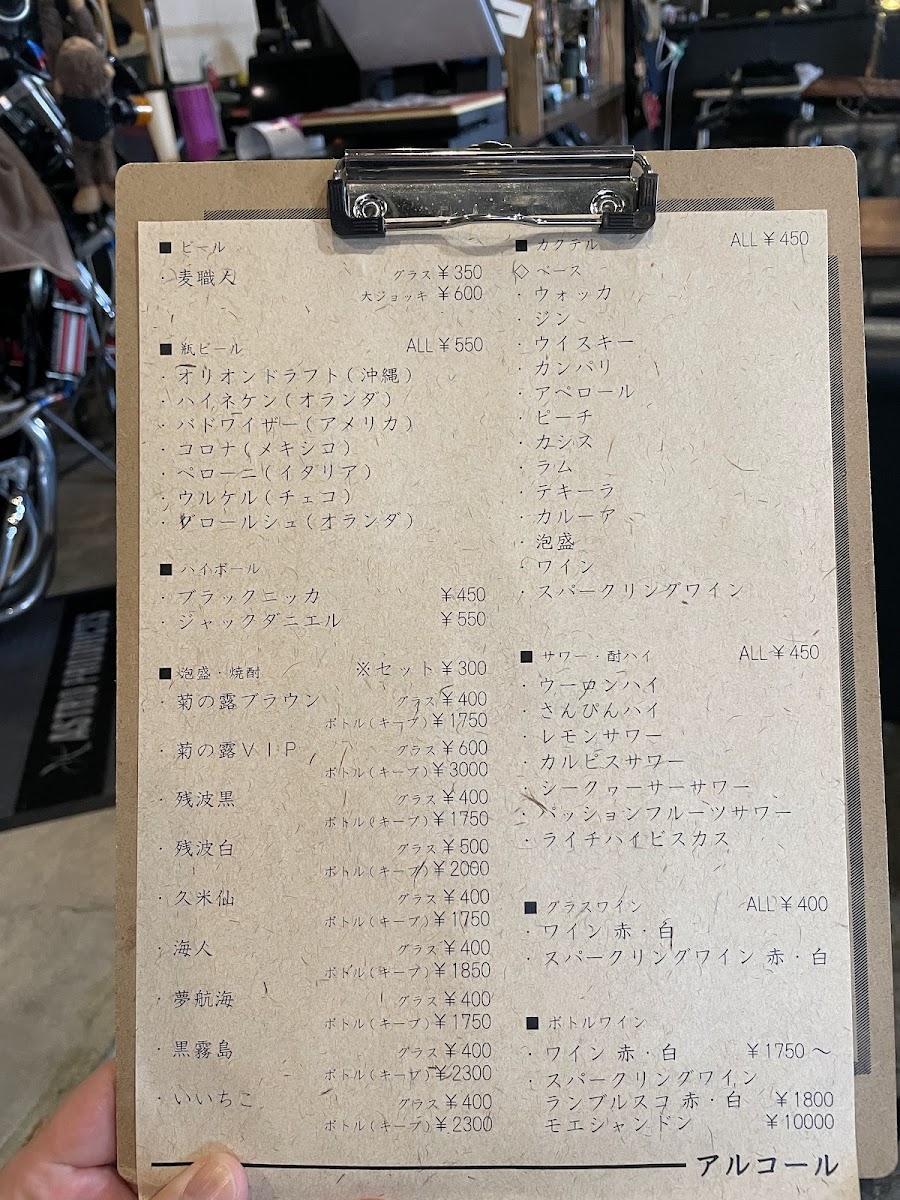 ■ ビール
・麦職人 グラス ¥350
大ジョッキ ¥600
■ 瓶ビール ALL ¥550
・オリオンドラフト(沖縄)
・ハイネケン(オランダ)
・バドワイザー(アメリカ)
・コロナ(メキシコ)
・ペローニ(イタリア)
・ウルケル(チェコ)
・グロールシュ(オランダ)
■ ハイボール
・ブラックニッカ ¥450
・ジャックダニエル ¥550
■ 泡盛・焼酎 ※セット ¥300
・菊の露ブラウン グラス ¥400
ボトル(キープ) ¥1750
・菊の露VIP グラス ¥600
ボトル(キープ) ¥3000
・残波黒 グラス ¥400
ボトル(キープ) ¥1750
・残波白 グラス ¥500
ボトル(キープ) ¥2000
・久米仙 グラス ¥400
ボトル(キープ) ¥1750
・海人 グラス ¥400
ボトル(キープ) ¥1850
・夢航海 グラス ¥400
ボトル(キープ) ¥1750
・黒霧島 グラス ¥400
ボトル(キープ) ¥2300
・いいちこ グラス ¥400
ボトル(キープ) ¥2300
■ カクテル ALL ¥450
◇ ベース
・ウォッカ
・ジン
・ウイスキー
・カンパリ
・アペロール
・ピーチ
・カシス
・ラム
・テキーラ
・カルーア
・泡盛
・ワイン
・スパークリングワイン
■ サワー・酎ハイ ALL ¥450
・ウーロンハイ
・さんぴんハイ
・レモンサワー
・カルピスサワー
・シークヮーサーサワー
・パッションフルーツサワー
・ライチハイビスカス
■ グラスワイン ALL ¥400
・ワイン 赤・白
・スパークリングワイン 赤・白
■ ボトルワイン
・ワイン 赤・白 ¥1750〜
・スパークリングワイン
ランブルスコ 赤・白 ¥1800
モエシャンドン ¥10000
アルコール
ASTRO PRODUCTS